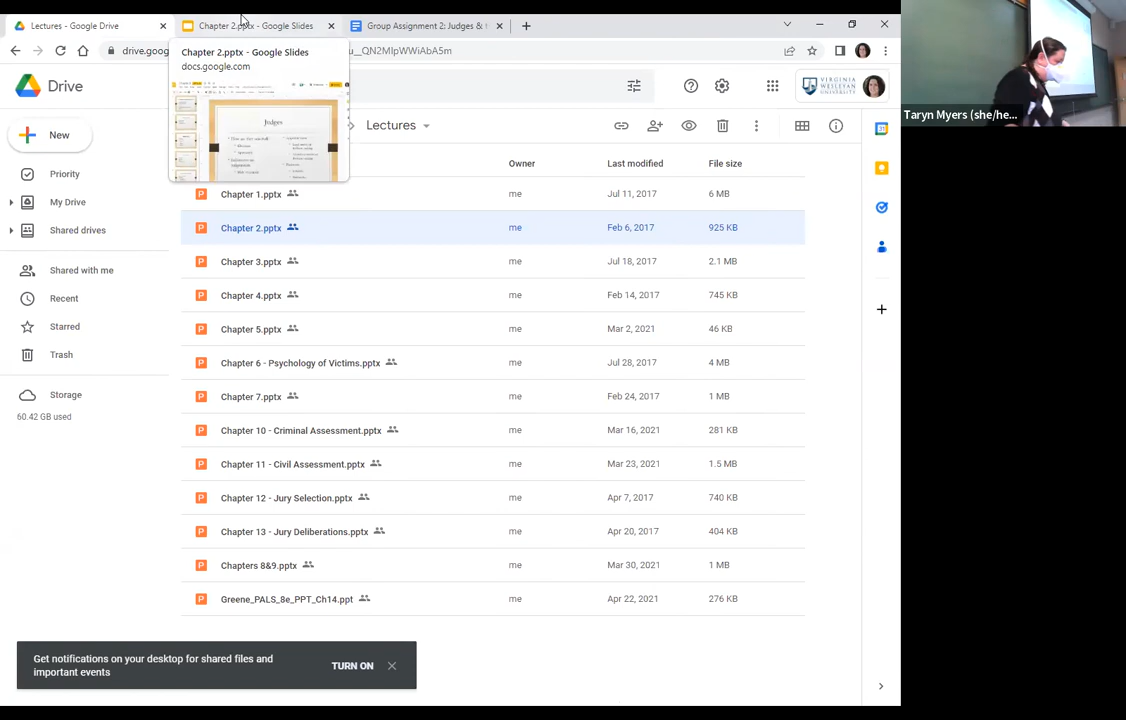 Lectures - Google Drive
Chapter 2.pptx - Google Slides
Group Assignment 2: Judges &
drive.goog
u__QN2MIpWWiAbA5m
Chapter 2.pptx - Google Slides
docs.google.com
Judges
Drive
VIRGINIA
WESLEYAN
UNIVERSITY
Taryn Myers (she/he...
New
Lectures
Owner
Last modified
File size
Priority
My Drive
Shared drives
Shared with me
Recent
Starred
Trash
Storage
60.42 GB used
Chapter 1.pptx me Jul 11, 2017 6 MB
Chapter 2.pptx me Feb 6, 2017 925 KB
Chapter 3.pptx me Jul 18, 2017 2.1 MB
Chapter 4.pptx me Feb 14, 2017 745 KB
Chapter 5.pptx me Mar 2, 2021 46 KB
Chapter 6 - Psychology of Victims.pptx me Jul 28, 2017 4 MB
Chapter 7.pptx me Feb 24, 2017 1 MB
Chapter 10 - Criminal Assessment.pptx me Mar 16, 2021 281 KB
Chapter 11 - Civil Assessment.pptx me Mar 23, 2021 1.5 MB
Chapter 12 - Jury Selection.pptx me Apr 7, 2017 740 KB
Chapter 13 - Jury Deliberations.pptx me Apr 20, 2017 404 KB
Chapters 8&9.pptx me Mar 30, 2021 1 MB
Greene_PALS_8e_PPT_Ch14.ppt me Apr 22, 2021 276 KB
Get notifications on your desktop for shared files and
important events
TURN ON